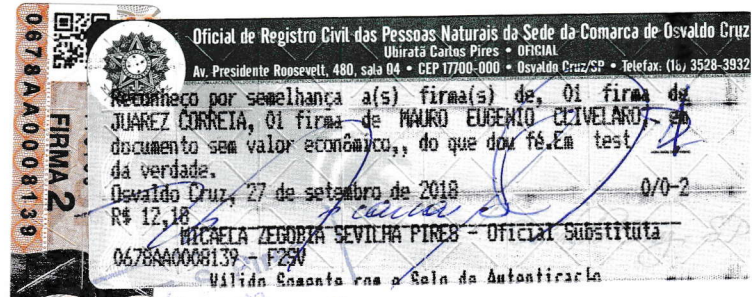 Oficial de Registro Civil das Pessoas Naturais da Sede da Comarca de Osvaldo Cruz
Ubiratã Carlos Pires • OFICIAL
Av. Presidente Roosevelt, 480, sala 04 • CEP 17700-000 • Osvaldo Cruz/SP • Telefax: (18) 3528-3932
Reconheço por semelhança a(s) firma(s) de, 01 firma de
JUAREZ CORREIA, 01 firma de MAURO EUGENIO CLIVELARO, em
documento sem valor econômico,, do que dou fé.Em test
da verdade.
Osvaldo Cruz, 27 de setembro de 2018 0/0-2
R$ 12,18
MICAELA ZEGOBIA SEVILHA PIRES - Oficial Substituta
0678AA0008139 - F2SV
Válido Somente com o Selo de Autenticação
0678AA0008139
FIRMA 2